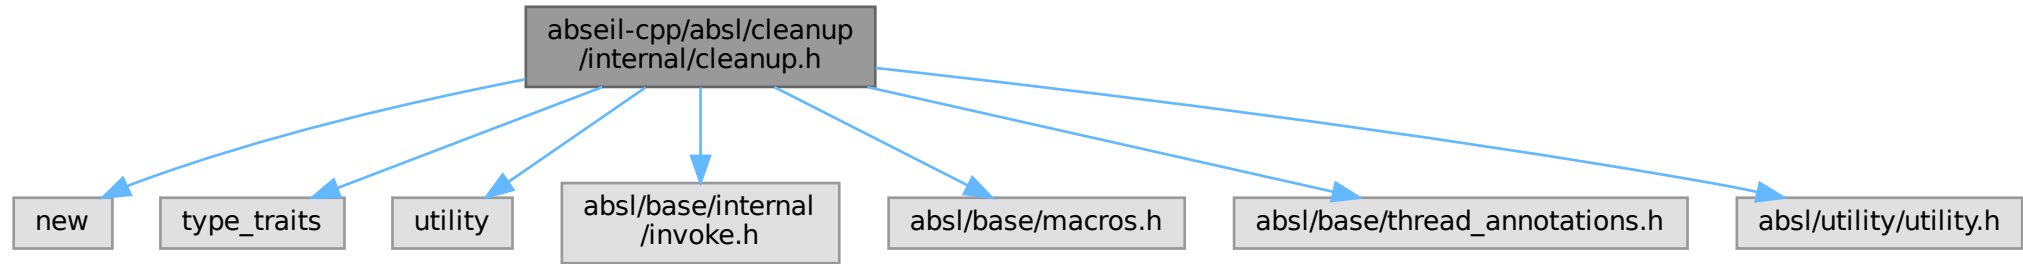 abseil-cpp/absl/cleanup
/internal/cleanup.h
new
type_traits
utility
absl/base/internal
/invoke.h
absl/base/macros.h
absl/base/thread_annotations.h
absl/utility/utility.h